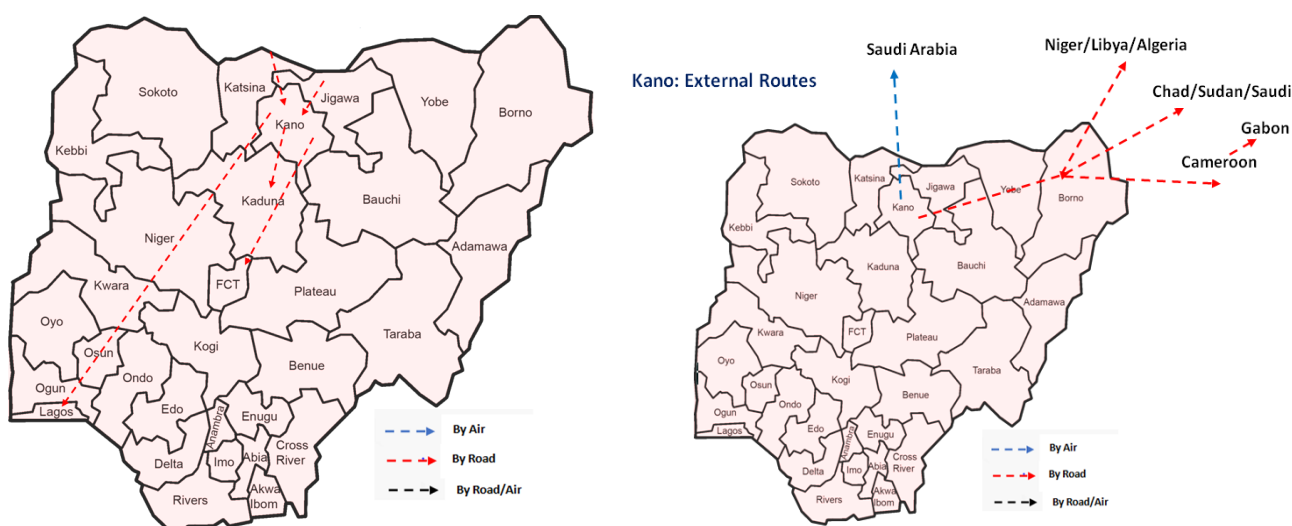 Sokoto
Katsina
Jigawa
Yobe
Borno
Kano
Kebbi
Kaduna
Bauchi
Niger
Adamawa
FCT
Plateau
Kwara
Oyo
Taraba
Osun
Kogi
Benue
Ogun
Ondo
Lagos
Edo
Anambra
Enugu
Delta
Imo
Abia
Cross
River
Rivers
Akwa
Ibom
By Air
By Road
By Road/Air
Kano: External Routes
Saudi Arabia
Niger/Libya/Algeria
Chad/Sudan/Saudi
Gabon
Cameroon
Sokoto
Katsina
Jigawa
Yobe
Borno
Kano
Kebbi
Kaduna
Bauchi
Niger
Adamawa
FCT
Plateau
Kwara
Oyo
Taraba
Osun
Kogi
Benue
Ogun
Ondo
Lagos
Edo
Anambra
Enugu
Delta
Imo
Abia
Cross
River
Rivers
Akwa
Ibom
By Air
By Road
By Road/Air